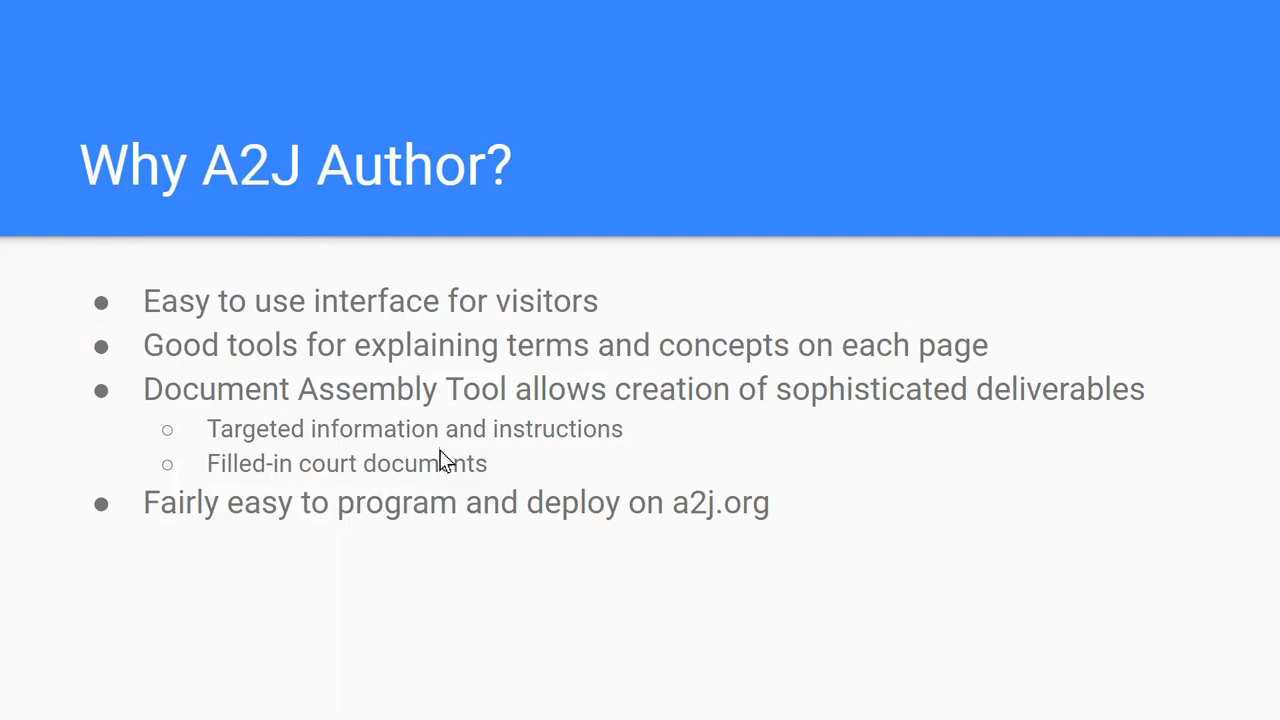 Why A2J Author?
● Easy to use interface for visitors
● Good tools for explaining terms and concepts on each page
● Document Assembly Tool allows creation of sophisticated deliverables
○ Targeted information and instructions
○ Filled-in court documents
● Fairly easy to program and deploy on a2j.org